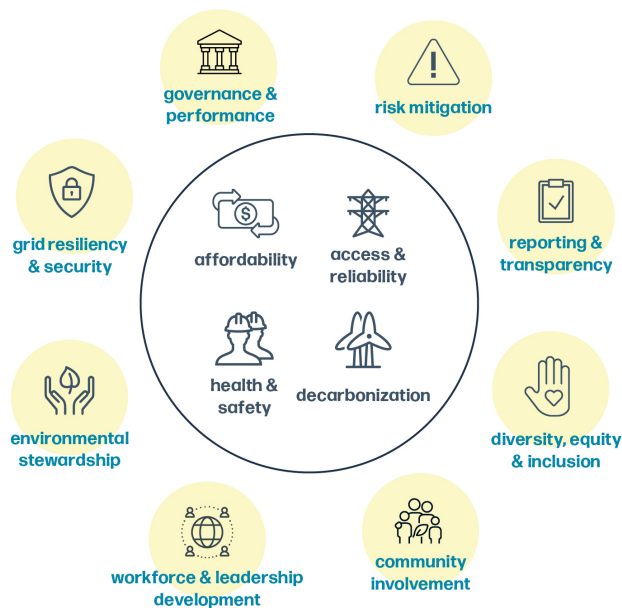 governance &
performance
risk mitigation
grid resiliency
& security
reporting &
transparency
$
affordability
access &
reliability
health &
safety
decarbonization
environmental
stewardship
diversity, equity
& inclusion
workforce & leadership
development
community
involvement